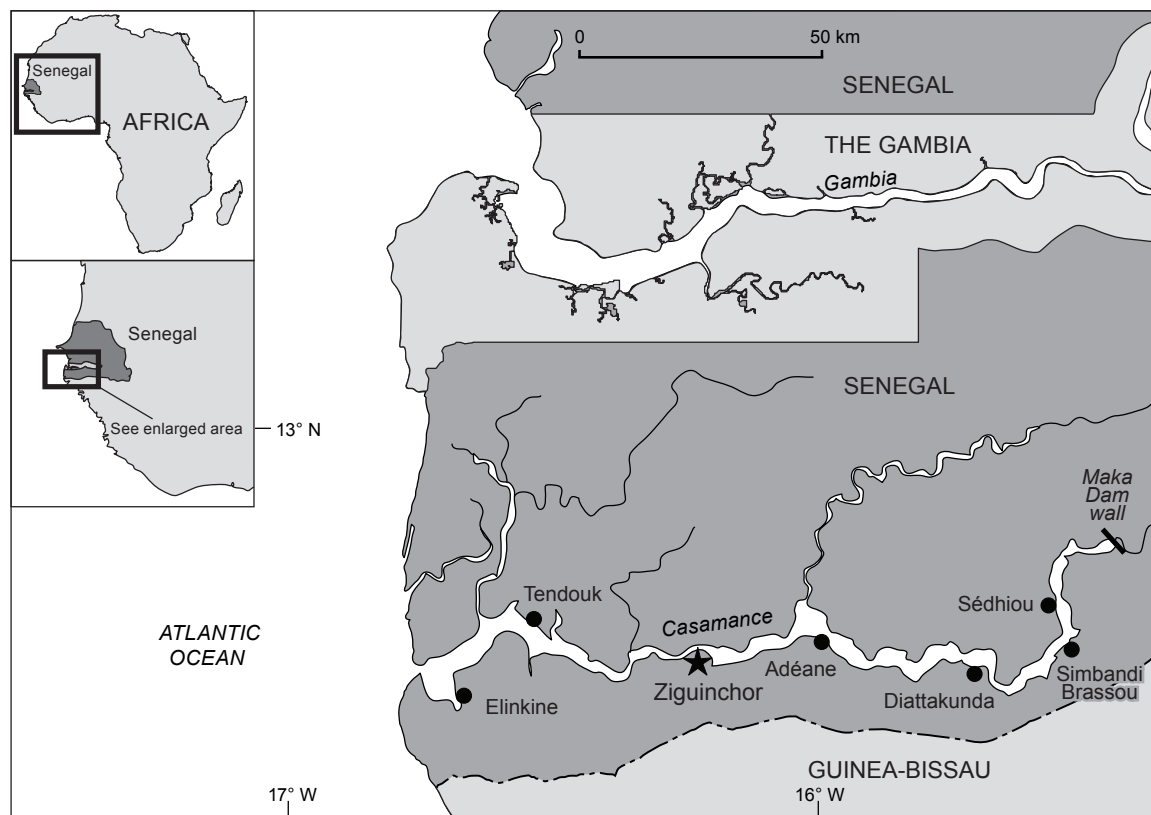 Senegal
AFRICA
Senegal
See enlarged area
13° N
0
50 km
SENEGAL
THE GAMBIA
Gambia
SENEGAL
Maka
Dam
wall
Tendouk
Sédhiou
Casamance
ATLANTIC
OCEAN
Adéane
Simbandi
Brassou
Ziguinchor
Elinkine
Diattakunda
GUINEA-BISSAU
17° W
16° W